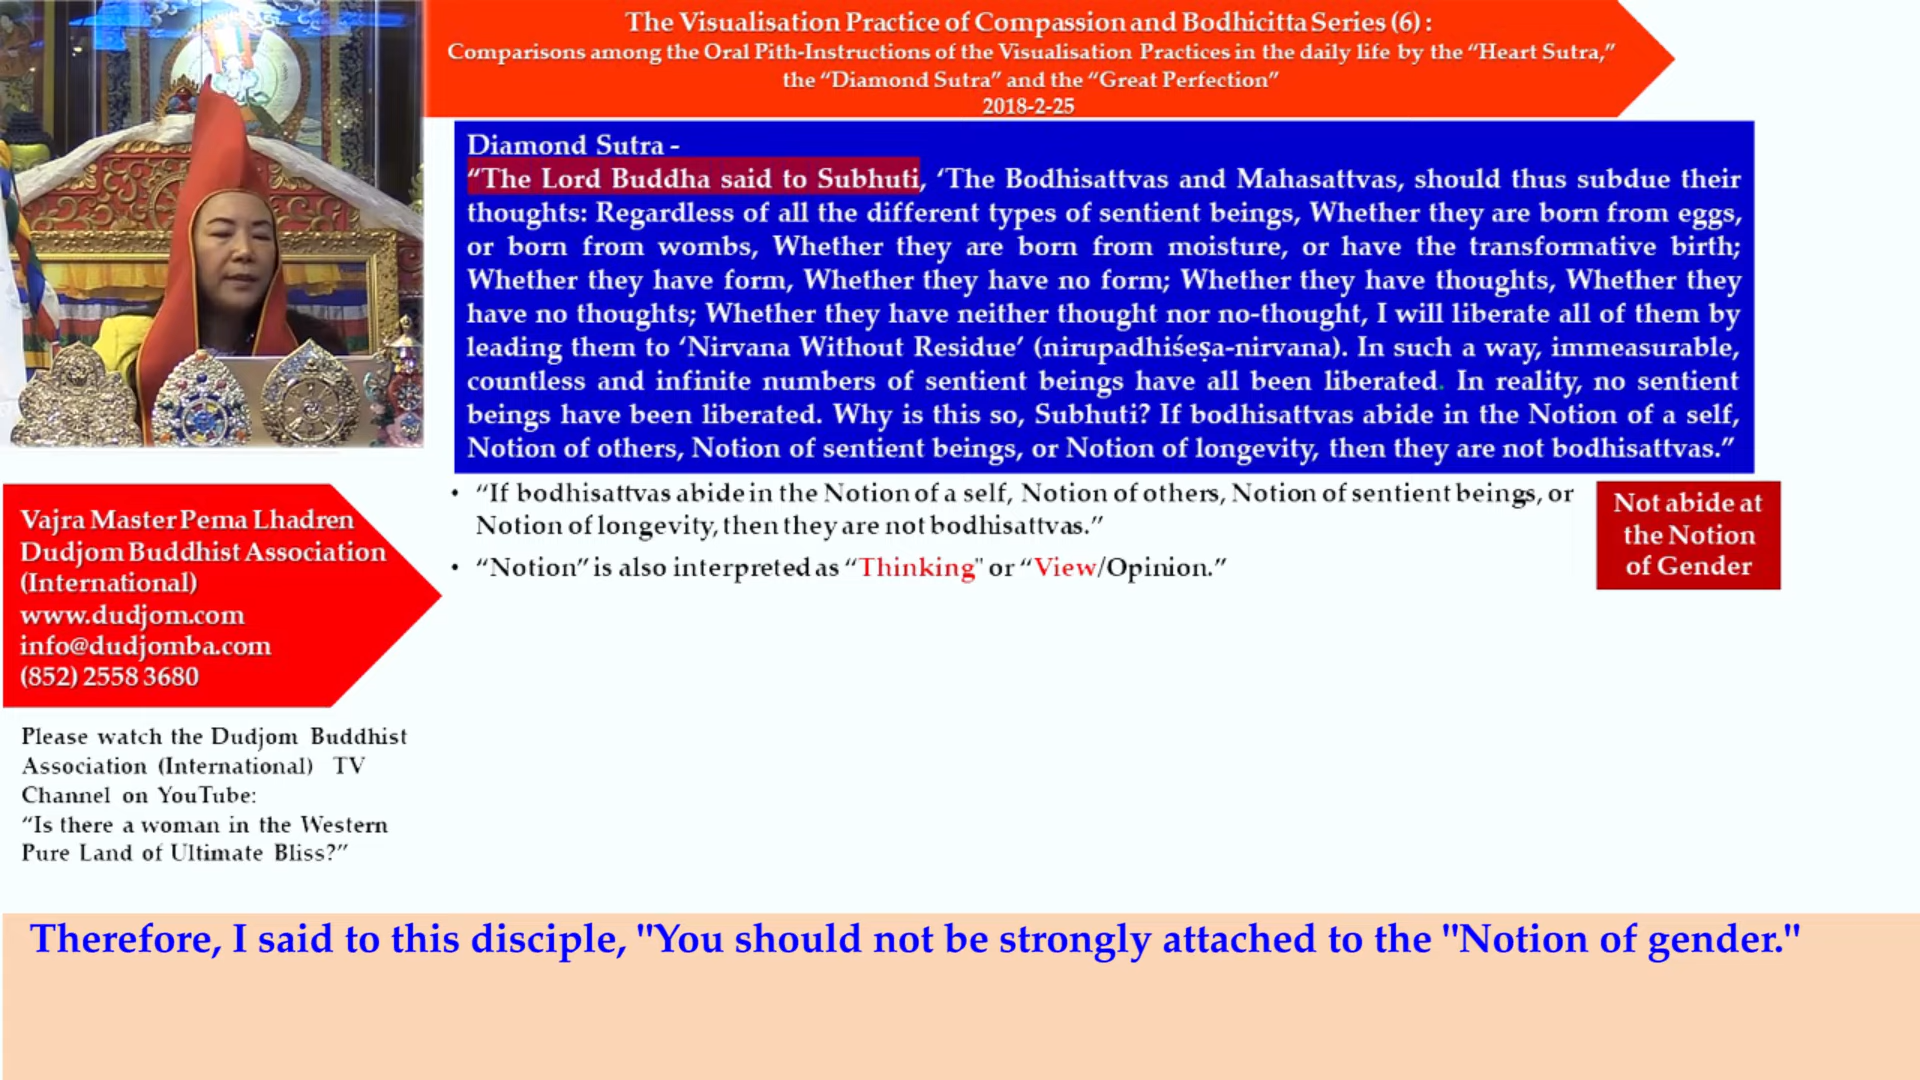 The Visualisation Practice of Compassion and Bodhicitta Series (6) :
Comparisons among the Oral Pith-Instructions of the Visualisation Practices in the daily life by the “Heart Sutra,”
the “Diamond Sutra” and the “Great Perfection”
2018-2-25
Diamond Sutra -
“The Lord Buddha said to Subhuti, ‘The Bodhisattvas and Mahasattvas, should thus subdue their
thoughts: Regardless of all the different types of sentient beings, Whether they are born from eggs,
or born from wombs, Whether they are born from moisture, or have the transformative birth;
Whether they have form, Whether they have no form; Whether they have thoughts, Whether they
have no thoughts; Whether they have neither thought nor no-thought, I will liberate all of them by
leading them to ‘Nirvana Without Residue’ (nirupadhiśeṣa-nirvana). In such a way, immeasurable,
countless and infinite numbers of sentient beings have all been liberated. In reality, no sentient
beings have been liberated. Why is this so, Subhuti? If bodhisattvas abide in the Notion of a self,
Notion of others, Notion of sentient beings, or Notion of longevity, then they are not bodhisattvas.”
• “If bodhisattvas abide in the Notion of a self, Notion of others, Notion of sentient beings, or
Notion of longevity, then they are not bodhisattvas.”
• “Notion” is also interpreted as “Thinking" or “View/Opinion.”
Not abide at
the Notion
of Gender
Vajra Master Pema Lhadren
Dudjom Buddhist Association
(International)
www.dudjom.com
info@dudjomba.com
(852) 2558 3680
Please watch the Dudjom Buddhist
Association (International) TV
Channel on YouTube:
“Is there a woman in the Western
Pure Land of Ultimate Bliss?”
Therefore, I said to this disciple, "You should not be strongly attached to the "Notion of gender."